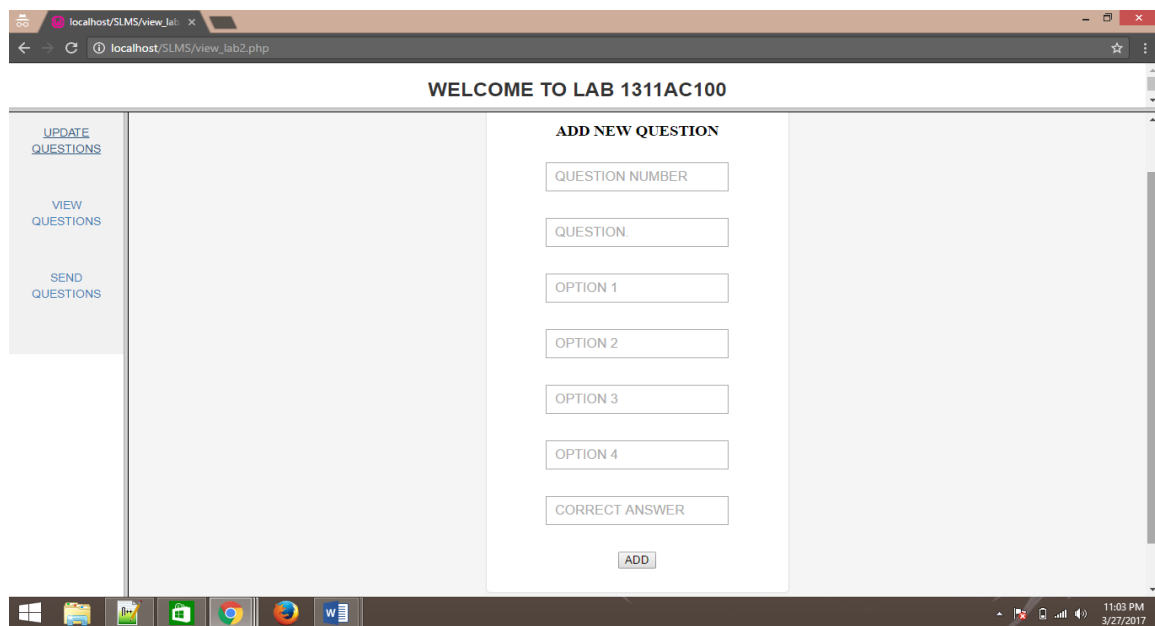 localhost/SLMS/view_lab
localhost/SLMS/view_lab2.php
WELCOME TO LAB 1311AC100
UPDATE
QUESTIONS
VIEW
QUESTIONS
SEND
QUESTIONS
ADD NEW QUESTION
QUESTION NUMBER
QUESTION.
OPTION 1
OPTION 2
OPTION 3
OPTION 4
CORRECT ANSWER
ADD
11:03 PM
3/27/2017